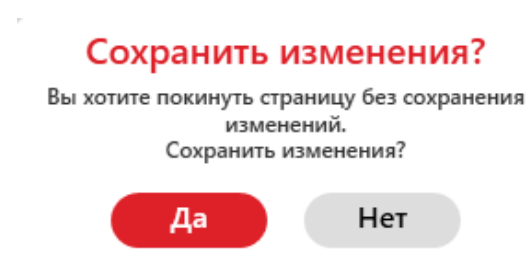 Сохранить изменения?
Вы хотите покинуть страницу без сохранения
изменений.
Сохранить изменения?
Да
Нет